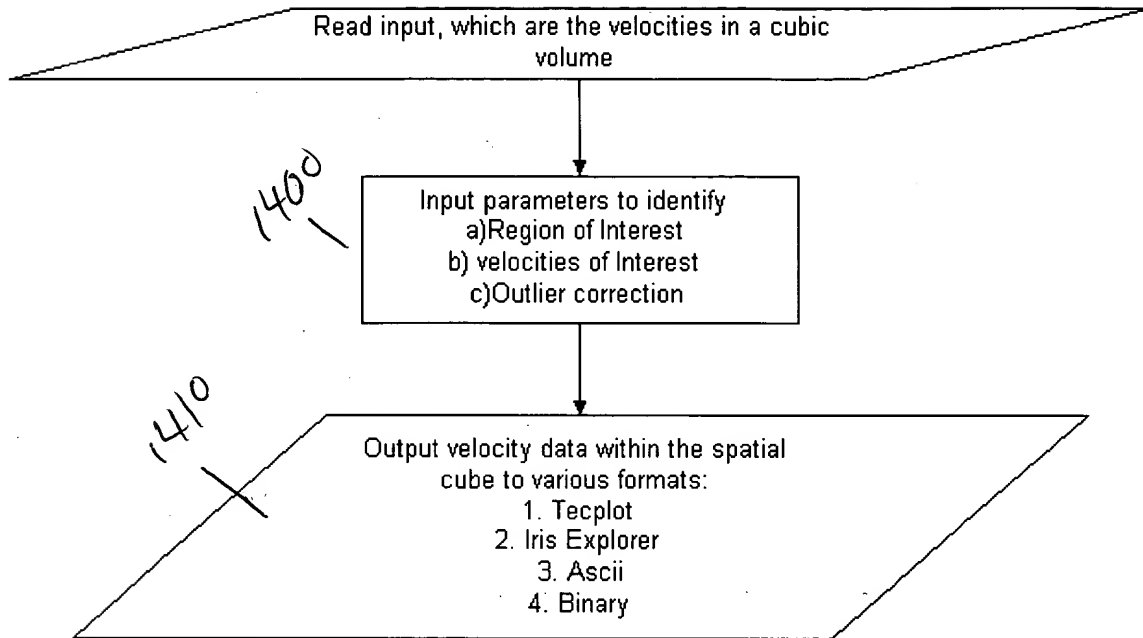 Read input, which are the velocities in a cubic
volume
1400
Input parameters to identify
a)Region of Interest
b) velocities of Interest
c)Outlier correction
1410
Output velocity data within the spatial
cube to various formats:
1. Tecplot
2. Iris Explorer
3. Ascii
4. Binary